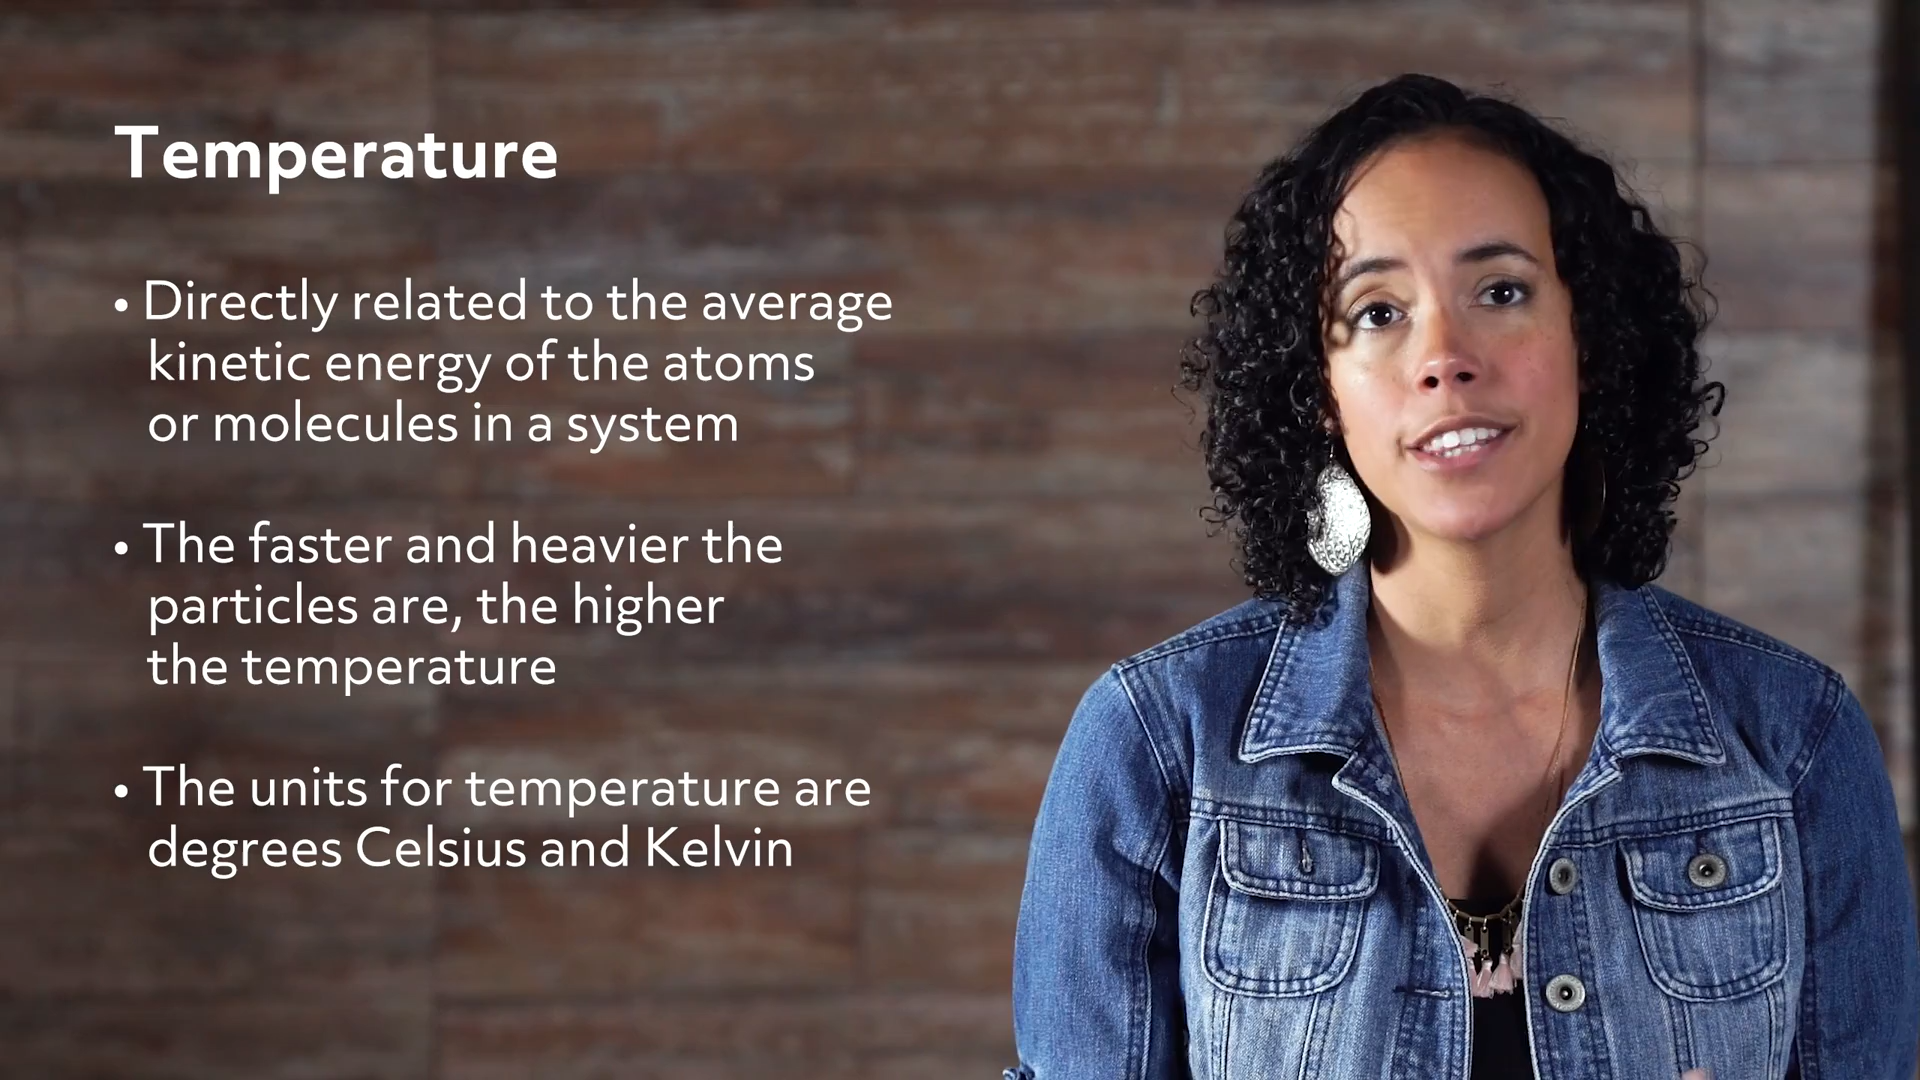 Temperature
• Directly related to the average
kinetic energy of the atoms
or molecules in a system
• The faster and heavier the
particles are, the higher
the temperature
• The units for temperature are
degrees Celsius and Kelvin